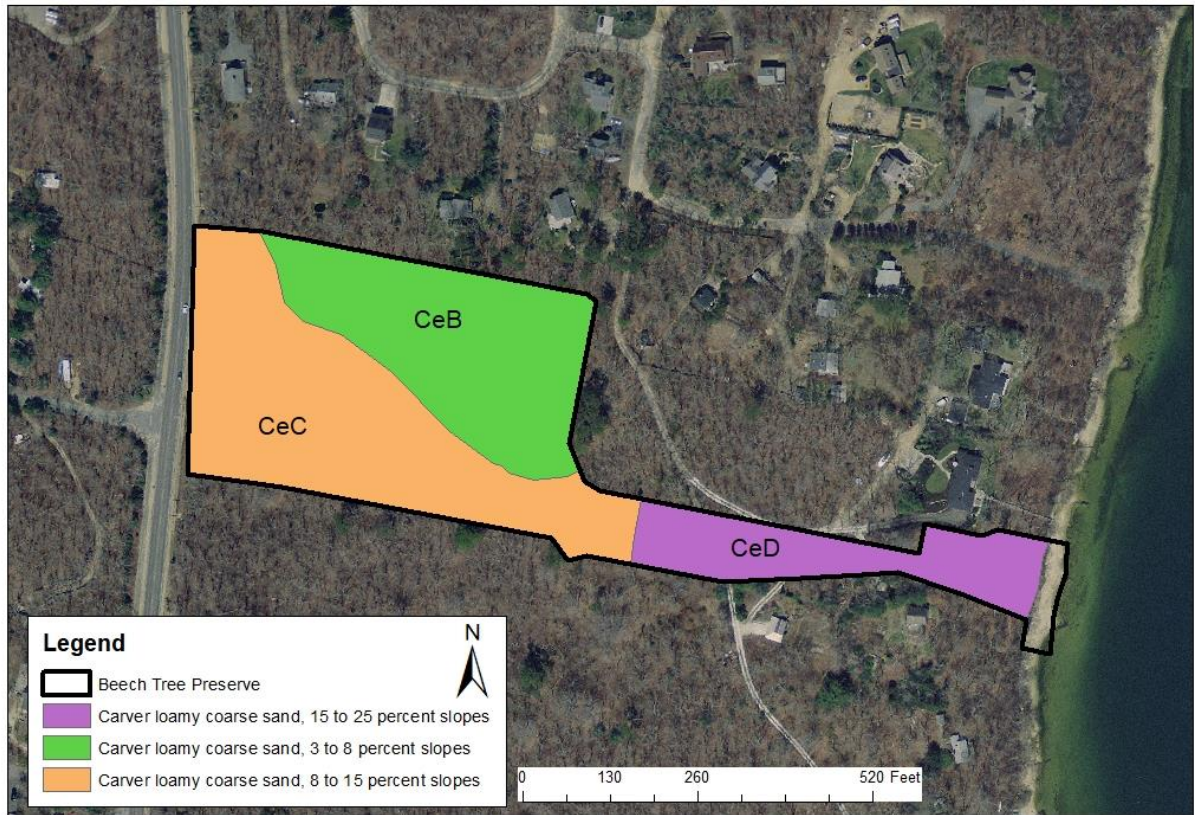 CeB
CeC
CeD
Legend
N
Beech Tree Preserve
Carver loamy coarse sand, 15 to 25 percent slopes
Carver loamy coarse sand, 3 to 8 percent slopes
Carver loamy coarse sand, 8 to 15 percent slopes
0 130 260 520 Feet